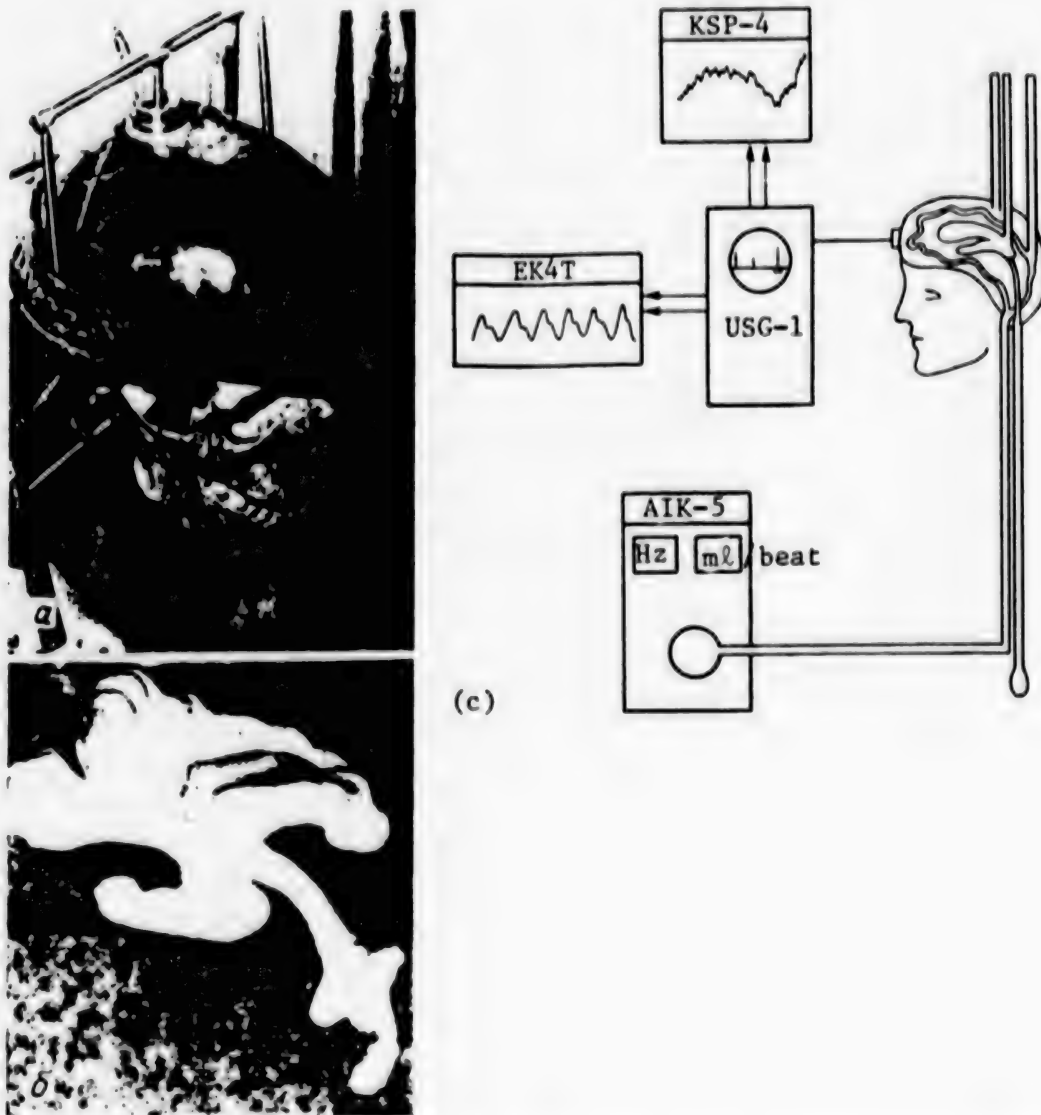 KSP-4
EK4T
USG-1
AIK-5
Hz
mℓ/beat
а
(c)
б